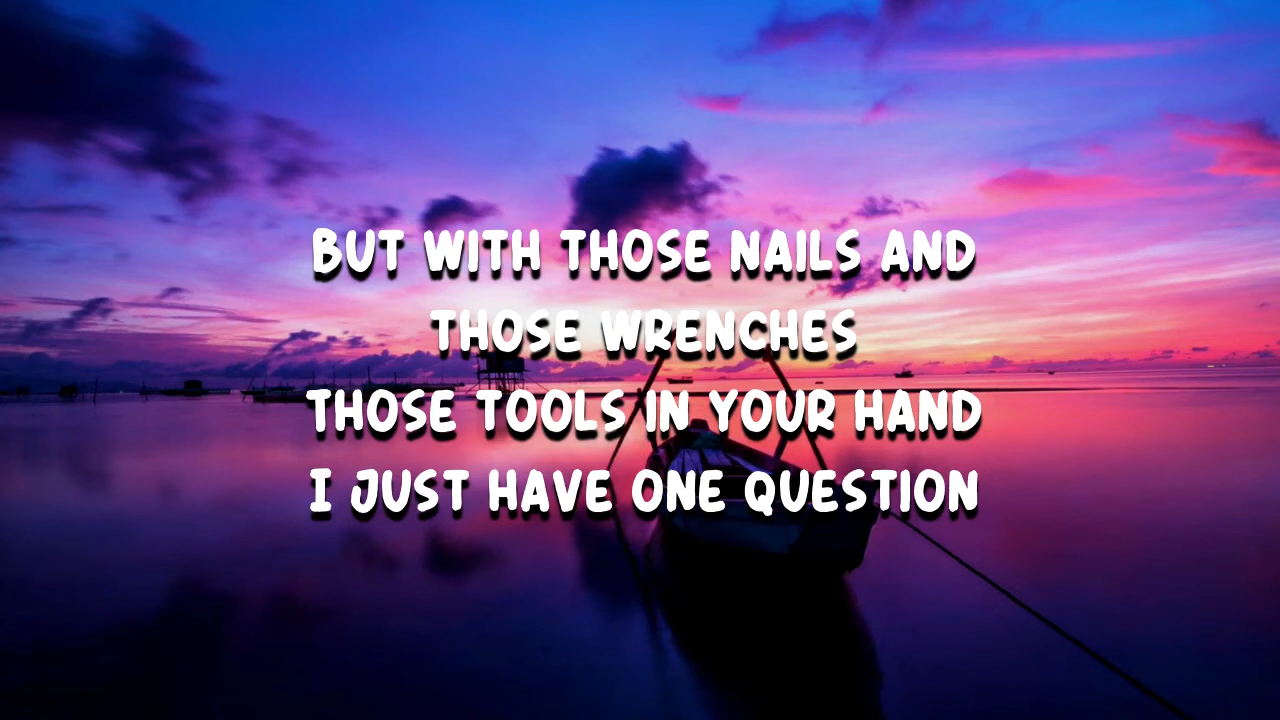 BUT WITH THOSE NAILS AND
THOSE WRENCHES
THOSE TOOLS IN YOUR HAND
I JUST HAVE ONE QUESTION